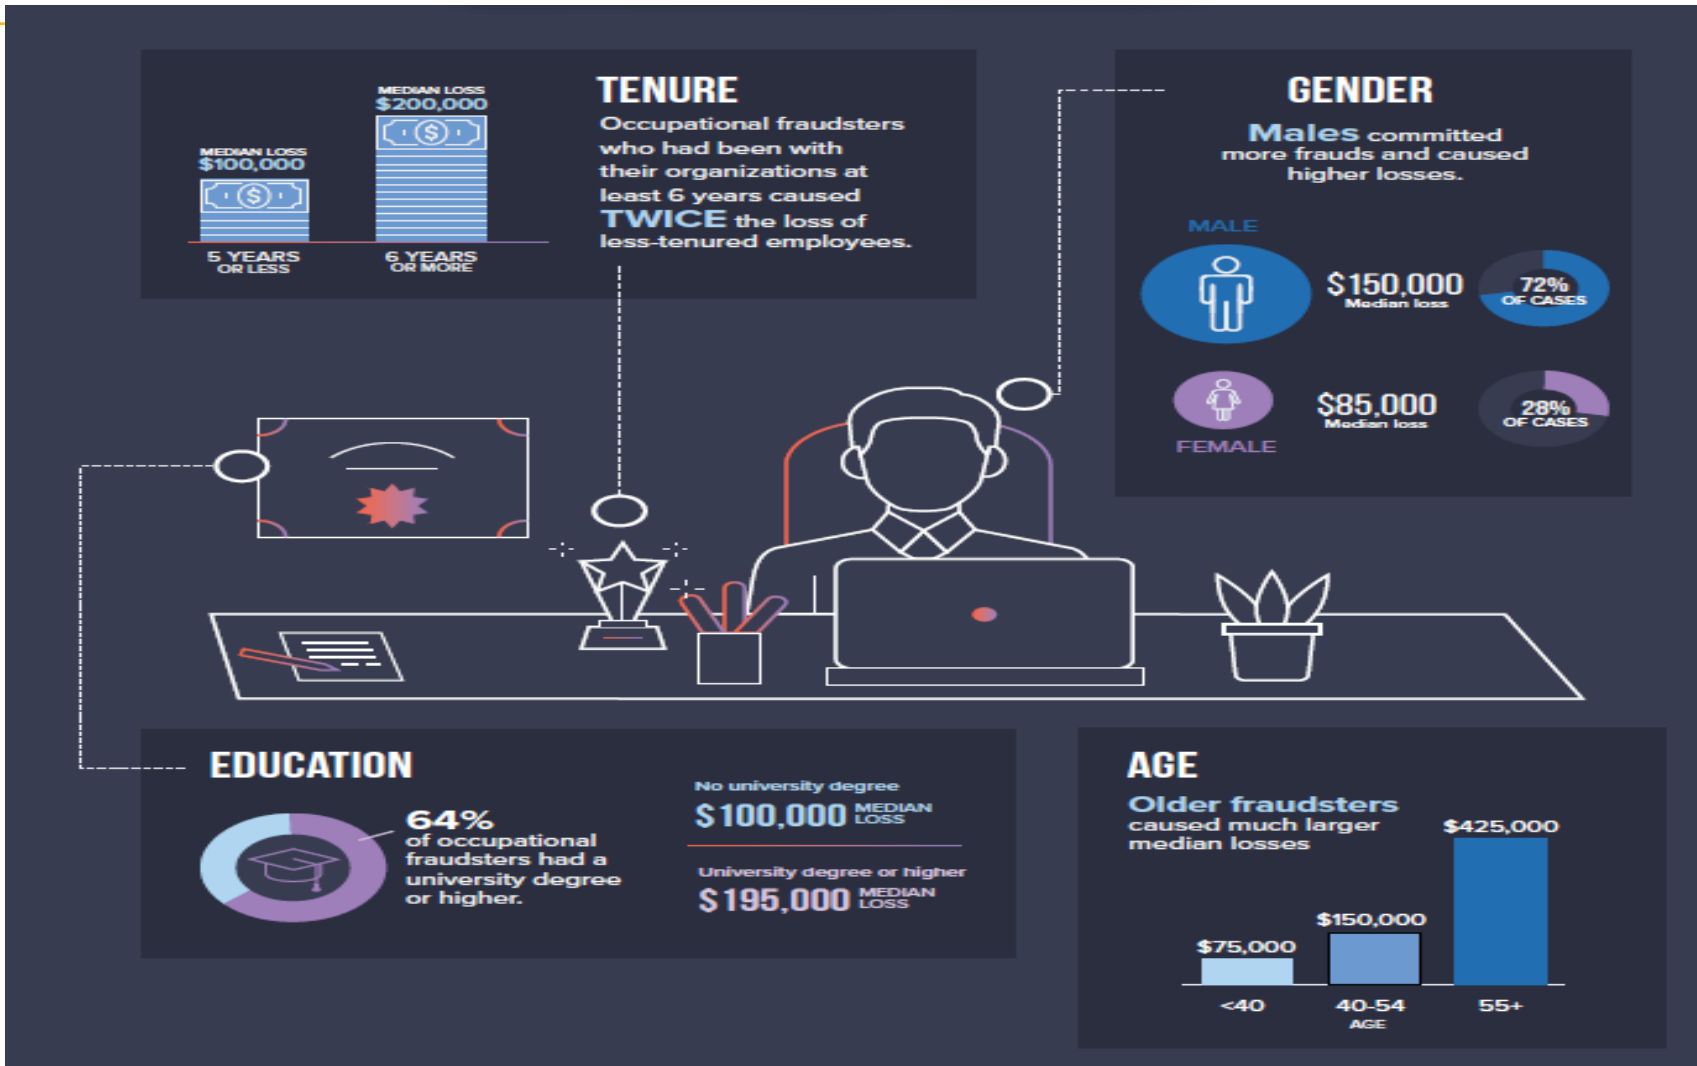 TENURE
Occupational fraudsters
who had been with
their organizations at
least 6 years caused
TWICE the loss of
less-tenured employees.
MEDIAN LOSS
$100,000
5 YEARS
OR LESS
MEDIAN LOSS
$200,000
6 YEARS
OR MORE
GENDER
Males committed
more frauds and caused
higher losses.
MALE
$150,000
Median loss
72%
OF CASES
$85,000
Median loss
28%
OF CASES
FEMALE
EDUCATION
64%
of occupational
fraudsters had a
university degree
or higher.
No university degree
$100,000 MEDIAN
LOSS
University degree or higher
$195,000 MEDIAN
LOSS
AGE
Older fraudsters
caused much larger
median losses
$75,000
$150,000
$425,000
<40
40-54
55+
AGE